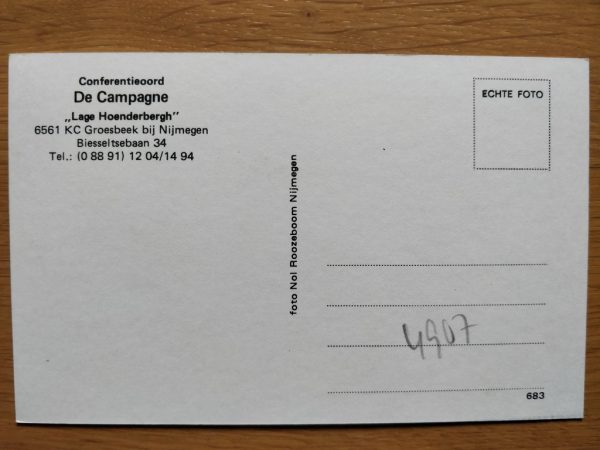 Conferentieoord
De Campagne
„Lage Hoenderbergh’’
6561 KC Groesbeek bij Nijmegen
Biesseltsebaan 34
Tel.: (0 88 91) 12 04/14 94
foto Nol Roozeboom Nijmegen
ECHTE FOTO
4907
683